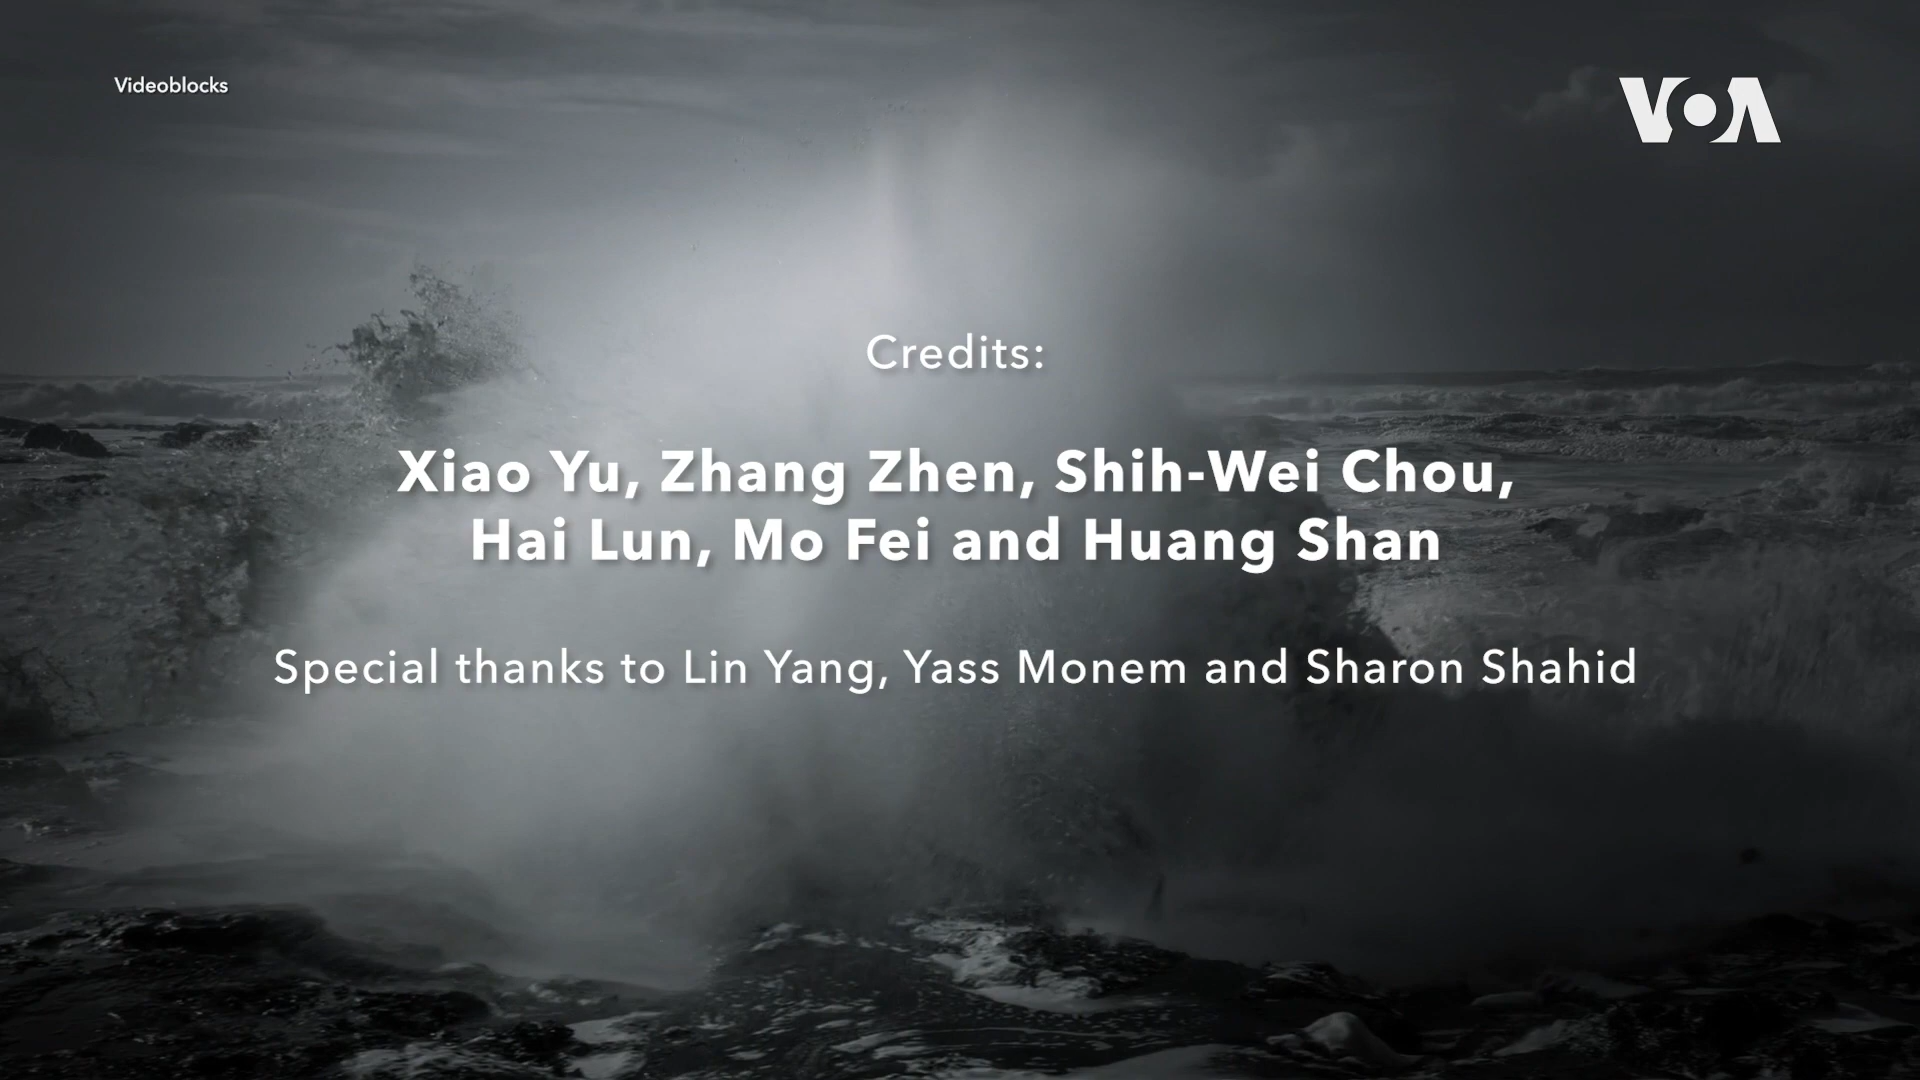 Videoblocks
VOA
Credits:
Xiao Yu, Zhang Zhen, Shih-Wei Chou,
Hai Lun, Mo Fei and Huang Shan
Special thanks to Lin Yang, Yass Monem and Sharon Shahid